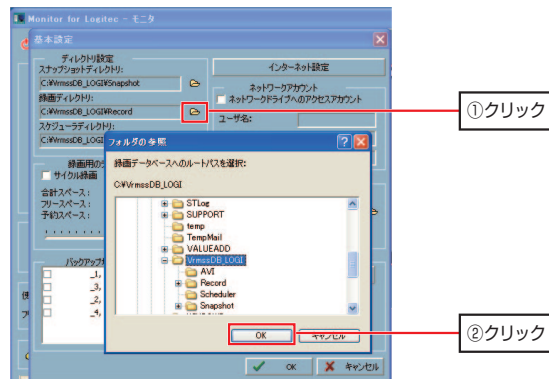 Monitor for Logitec - モニタ
基本設定
ディレクトリ設定
スナップショットディレクトリ:
C:¥VrmssDB_LOGI¥Snapshot
録画ディレクトリ:
C:¥VrmssDB_LOGI¥Record
スケジューラディレクトリ:
C:¥VrmssDB_LOGI
インターネット設定
ネットワークアカウント
ネットワークドライブへのアクセスアカウント
ユーザ名:
①クリック
録画用の
サイクル録画
合計スペース:
フリースペース:
予約スペース:
バックアップ
_1,
_3,
_2,
_4,
フォルダの参照
録画データベースへのルートパスを選択:
C:¥VrmssDB_LOGI
STLog
SUPPORT
temp
TempMail
VALUEADD
VrmssDB_LOGI
AVI
Record
Scheduler
Snapshot
OK
キャンセル
②クリック
OK
キャンセル